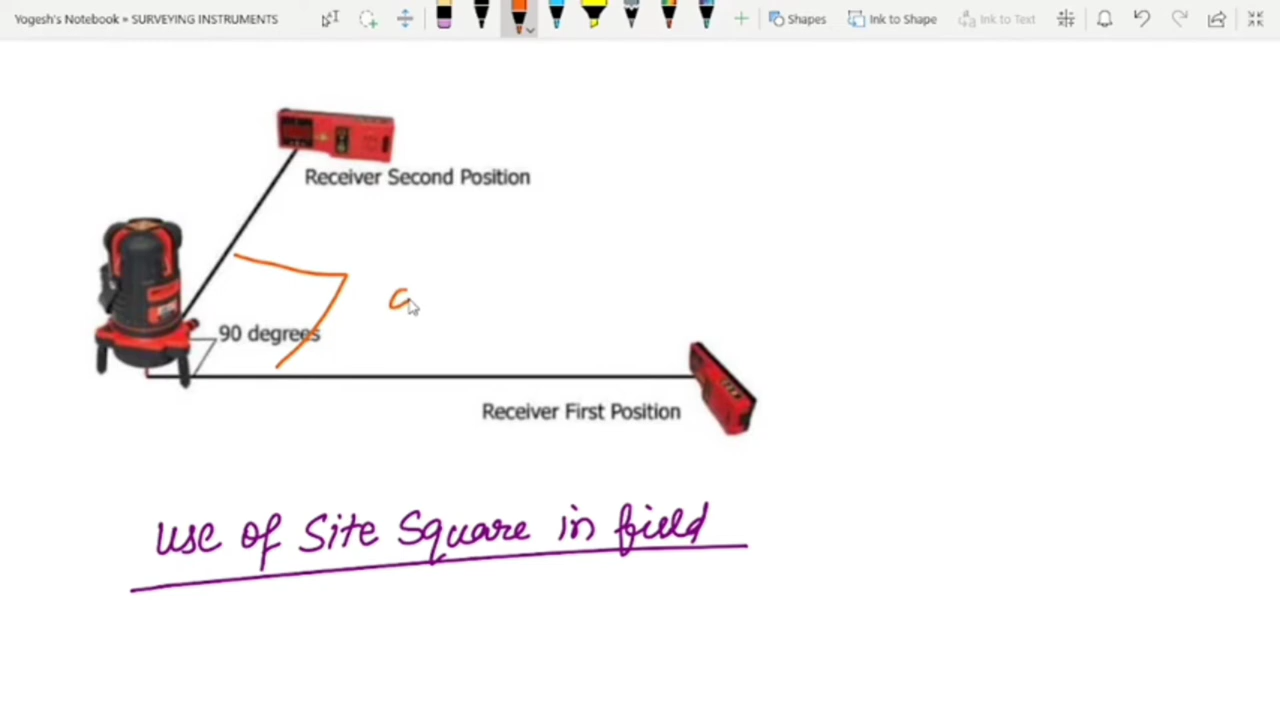 Yogesh's Notebook » SURVEYING INSTRUMENTS
Shapes
Ink to Shape
Ink to Text
Receiver Second Position
90 degrees
Receiver First Position
Use of Site Square in field